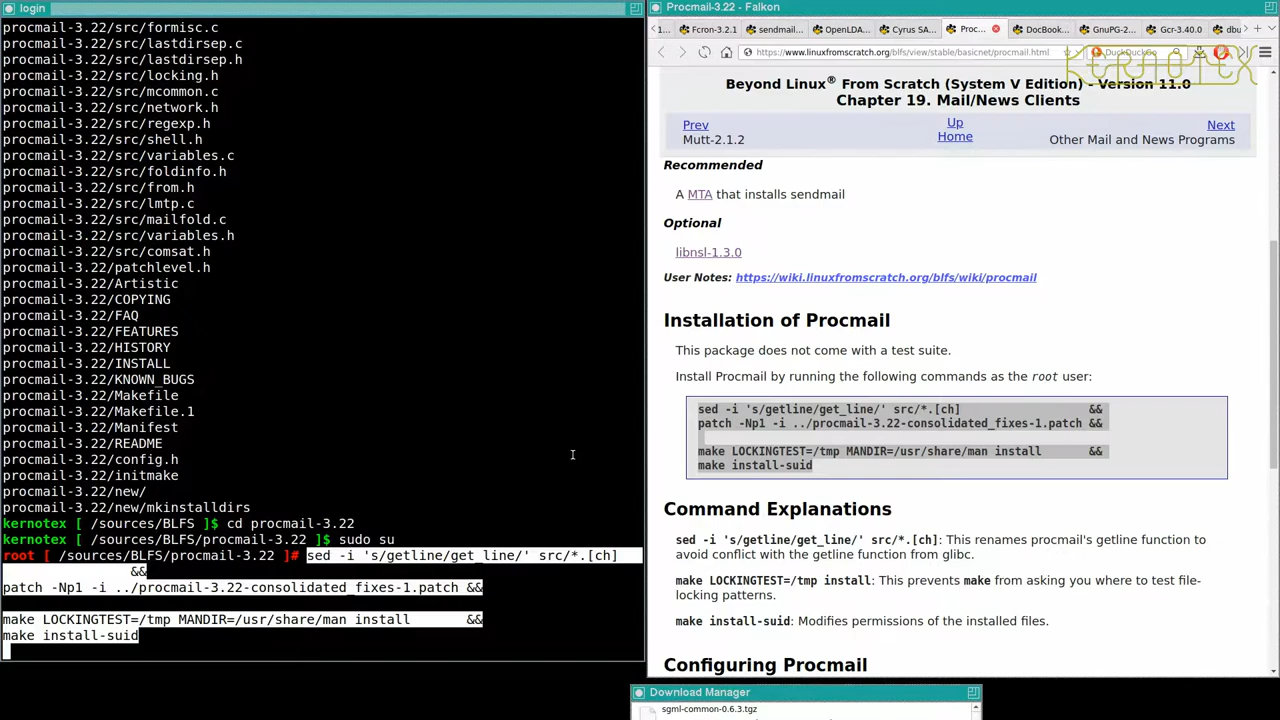 login
procmail-3.22/src/formisc.c
procmail-3.22/src/lastdirsep.c
procmail-3.22/src/lastdirsep.h
procmail-3.22/src/locking.h
procmail-3.22/src/mcommon.c
procmail-3.22/src/network.h
procmail-3.22/src/regexp.h
procmail-3.22/src/shell.h
procmail-3.22/src/variables.c
procmail-3.22/src/foldinfo.h
procmail-3.22/src/from.h
procmail-3.22/src/lmtp.c
procmail-3.22/src/mailfold.c
procmail-3.22/src/variables.h
procmail-3.22/src/comsat.h
procmail-3.22/patchlevel.h
procmail-3.22/Artistic
procmail-3.22/COPYING
procmail-3.22/FAQ
procmail-3.22/FEATURES
procmail-3.22/HISTORY
procmail-3.22/INSTALL
procmail-3.22/KNOWN_BUGS
procmail-3.22/Makefile
procmail-3.22/Makefile.1
procmail-3.22/Manifest
procmail-3.22/README
procmail-3.22/config.h
procmail-3.22/initmake
procmail-3.22/new/
procmail-3.22/new/mkinstalldirs
kernotex [ /sources/BLFS ]$ cd procmail-3.22
kernotex [ /sources/BLFS/procmail-3.22 ]$ sudo su
root [ /sources/BLFS/procmail-3.22 ]# sed -i 's/getline/get_line/' src/*.[ch]
&&
patch -Np1 -i ../procmail-3.22-consolidated_fixes-1.patch &&
make LOCKINGTEST=/tmp MANDIR=/usr/share/man install &&
make install-suid
Procmail-3.22 - Falkon
1... Fcron-3.2.1 sendmail... OpenLDA... Cyrus SA... Proc... DocBook... GnuPG-2... Gcr-3.40.0 dbu
https://www.linuxfromscratch.org/blfs/view/stable/basicnet/procmail.html DuckDuckGo
KERNOTEX
Beyond Linux® From Scratch (System V Edition) - Version 11.0
Chapter 19. Mail/News Clients
Prev Up Next
Mutt-2.1.2 Home Other Mail and News Programs
Recommended
A MTA that installs sendmail
Optional
libnsl-1.3.0
User Notes: https://wiki.linuxfromscratch.org/blfs/wiki/procmail
Installation of Procmail
This package does not come with a test suite.
Install Procmail by running the following commands as the root user:
sed -i 's/getline/get_line/' src/*.[ch] &&
patch -Np1 -i ../procmail-3.22-consolidated_fixes-1.patch &&
make LOCKINGTEST=/tmp MANDIR=/usr/share/man install &&
make install-suid
Command Explanations
sed -i 's/getline/get_line/' src/*.[ch]: This renames procmail's getline function to
avoid conflict with the getline function from glibc.
make LOCKINGTEST=/tmp install: This prevents make from asking you where to test file-
locking patterns.
make install-suid: Modifies permissions of the installed files.
Configuring Procmail
Download Manager
sgml-common-0.6.3.tgz